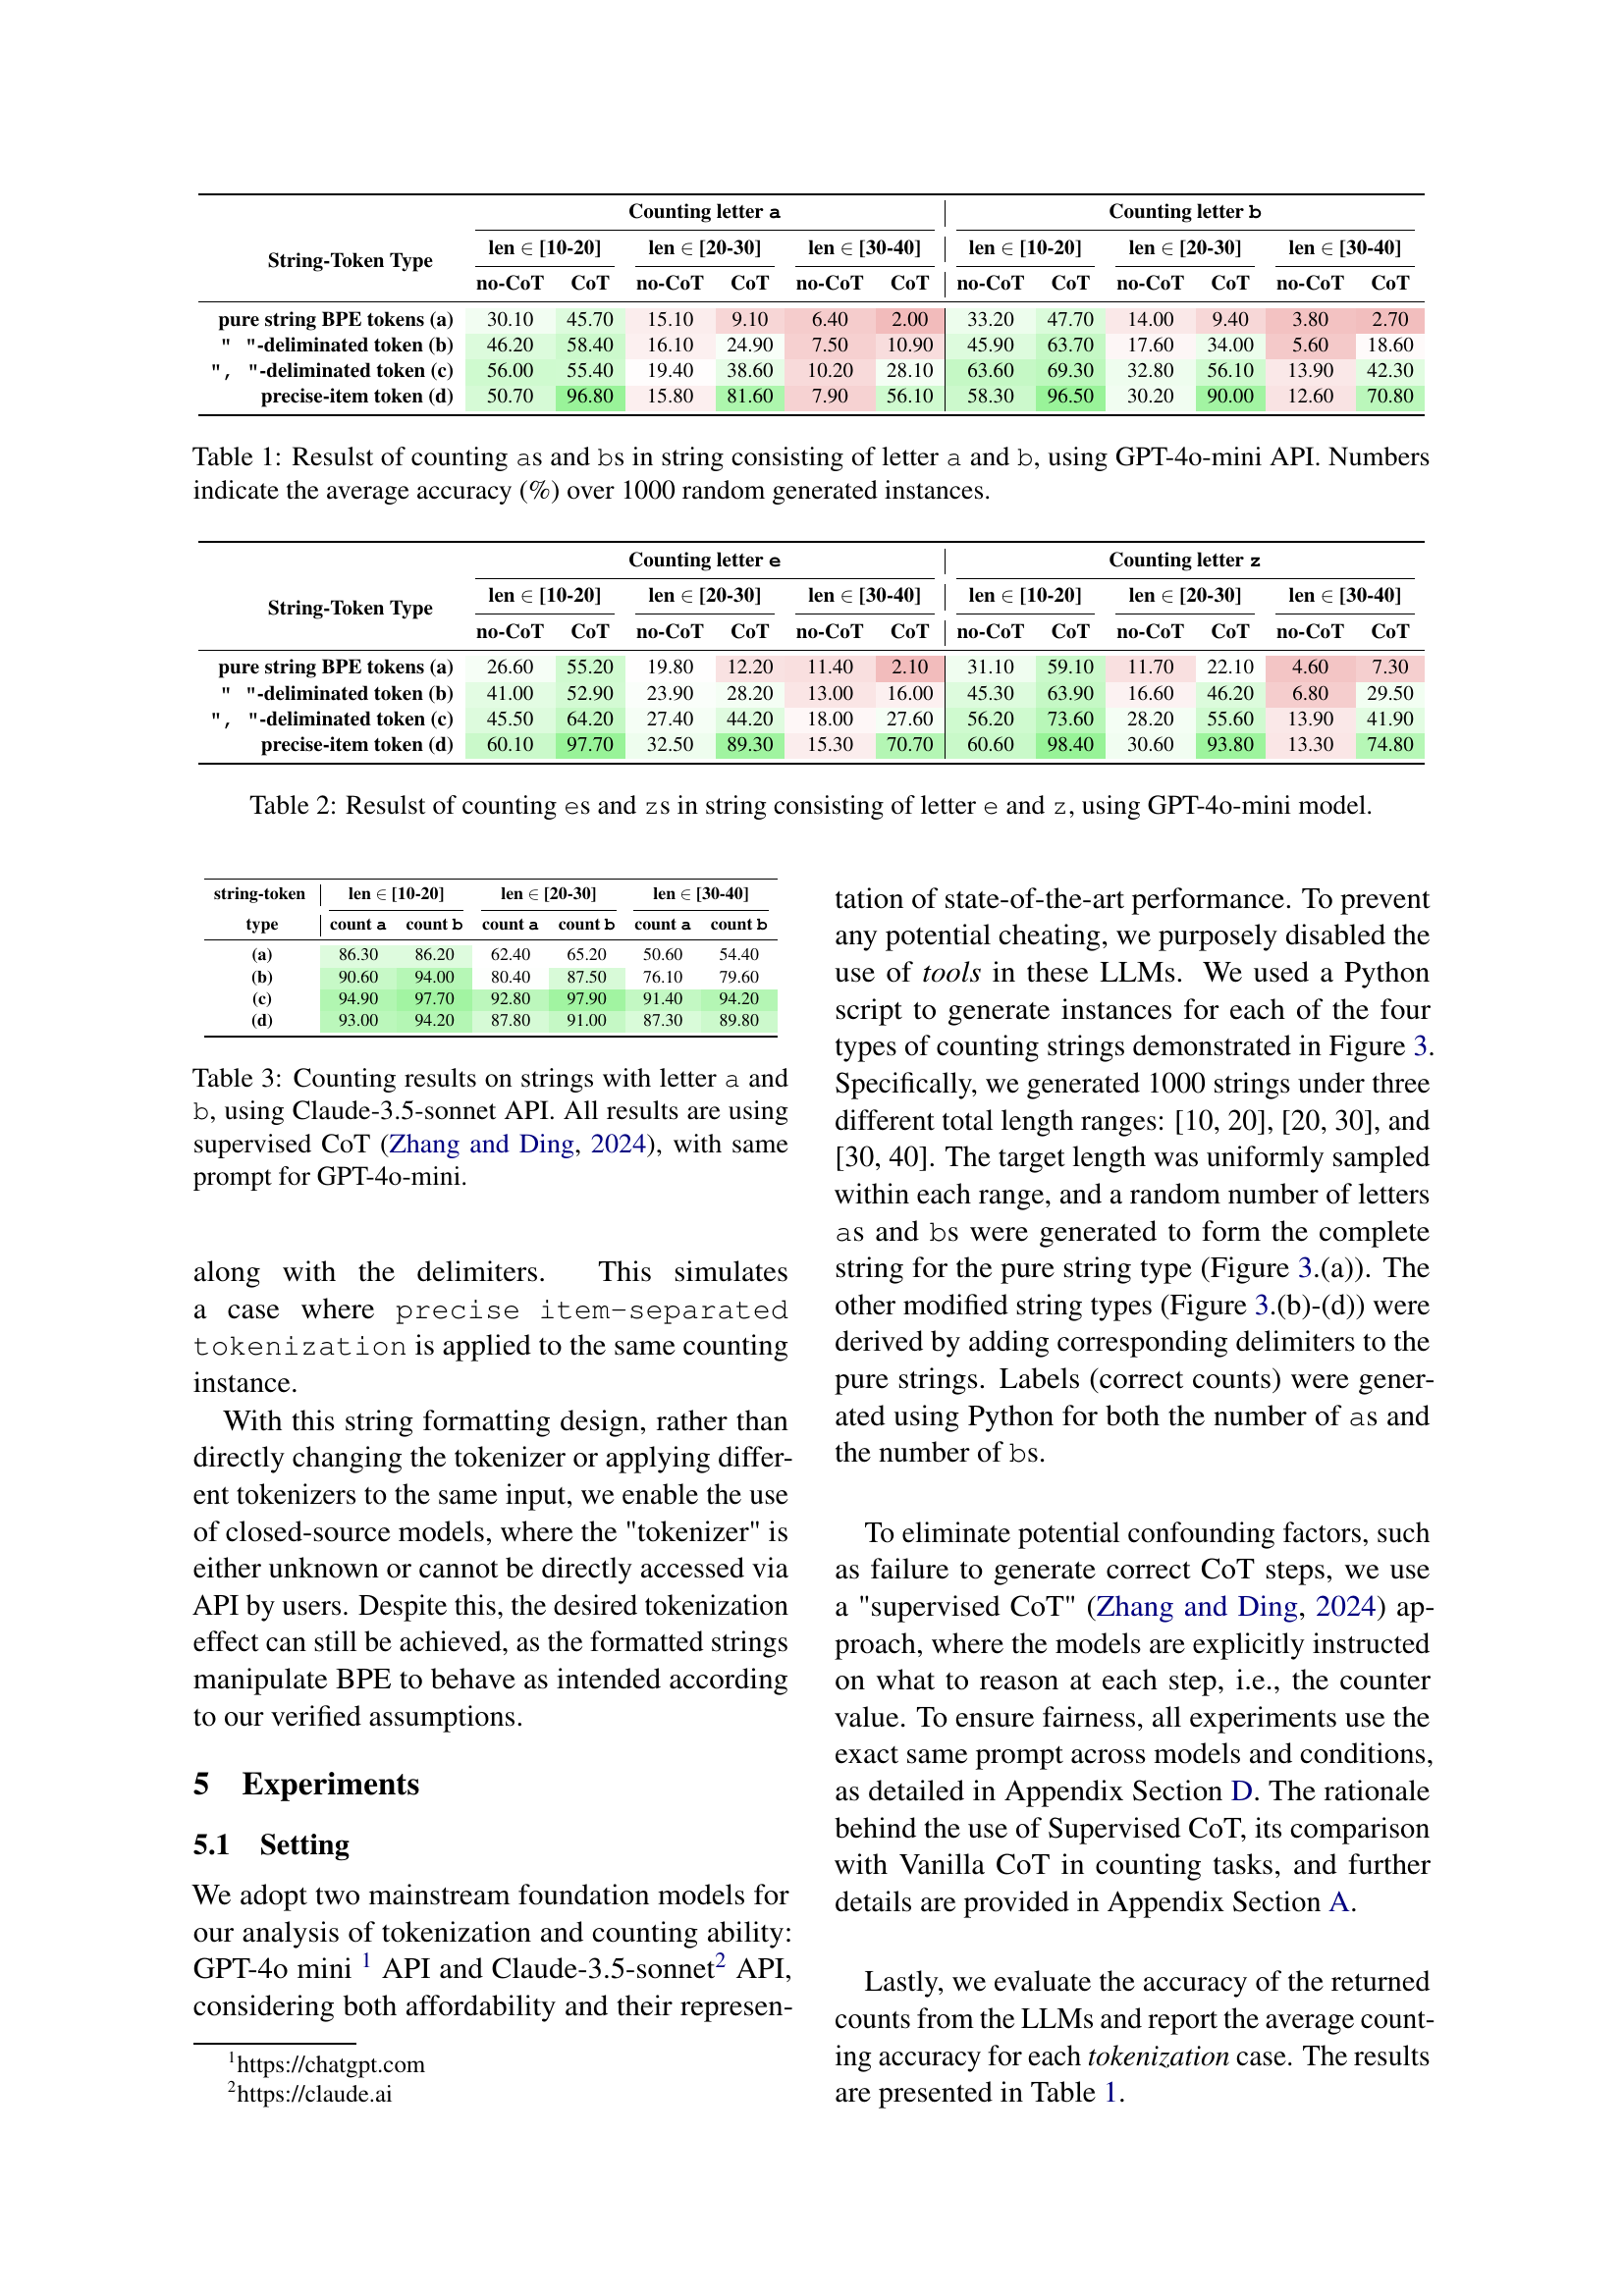 Counting letter a Counting letter b
String-Token Type len ∈ [10-20] len ∈ [20-30] len ∈ [30-40] len ∈ [10-20] len ∈ [20-30] len ∈ [30-40]
no-CoT CoT no-CoT CoT no-CoT CoT no-CoT CoT no-CoT CoT no-CoT CoT
pure string BPE tokens (a) 30.10 45.70 15.10 9.10 6.40 2.00 33.20 47.70 14.00 9.40 3.80 2.70
" "-deliminated token (b) 46.20 58.40 16.10 24.90 7.50 10.90 45.90 63.70 17.60 34.00 5.60 18.60
", "-deliminated token (c) 56.00 55.40 19.40 38.60 10.20 28.10 63.60 69.30 32.80 56.10 13.90 42.30
precise-item token (d) 50.70 96.80 15.80 81.60 7.90 56.10 58.30 96.50 30.20 90.00 12.60 70.80
Table 1: Resulst of counting as and bs in string consisting of letter a and b, using GPT-4o-mini API. Numbers
indicate the average accuracy (%) over 1000 random generated instances.
Counting letter e Counting letter z
String-Token Type len ∈ [10-20] len ∈ [20-30] len ∈ [30-40] len ∈ [10-20] len ∈ [20-30] len ∈ [30-40]
no-CoT CoT no-CoT CoT no-CoT CoT no-CoT CoT no-CoT CoT no-CoT CoT
pure string BPE tokens (a) 26.60 55.20 19.80 12.20 11.40 2.10 31.10 59.10 11.70 22.10 4.60 7.30
" "-deliminated token (b) 41.00 52.90 23.90 28.20 13.00 16.00 45.30 63.90 16.60 46.20 6.80 29.50
", "-deliminated token (c) 45.50 64.20 27.40 44.20 18.00 27.60 56.20 73.60 28.20 55.60 13.90 41.90
precise-item token (d) 60.10 97.70 32.50 89.30 15.30 70.70 60.60 98.40 30.60 93.80 13.30 74.80
Table 2: Resulst of counting es and zs in string consisting of letter e and z, using GPT-4o-mini model.
string-token len ∈ [10-20] len ∈ [20-30] len ∈ [30-40]
type count a count b count a count b count a count b
(a) 86.30 86.20 62.40 65.20 50.60 54.40
(b) 90.60 94.00 80.40 87.50 76.10 79.60
(c) 94.90 97.70 92.80 97.90 91.40 94.20
(d) 93.00 94.20 87.80 91.00 87.30 89.80
Table 3: Counting results on strings with letter a and
b, using Claude-3.5-sonnet API. All results are using
supervised CoT (Zhang and Ding, 2024), with same
prompt for GPT-4o-mini.
along with the delimiters. This simulates
a case where precise item-separated
tokenization is applied to the same counting
instance.
With this string formatting design, rather than
directly changing the tokenizer or applying differ-
ent tokenizers to the same input, we enable the use
of closed-source models, where the "tokenizer" is
either unknown or cannot be directly accessed via
API by users. Despite this, the desired tokenization
effect can still be achieved, as the formatted strings
manipulate BPE to behave as intended according
to our verified assumptions.
5 Experiments
5.1 Setting
We adopt two mainstream foundation models for
our analysis of tokenization and counting ability:
GPT-4o mini 1 API and Claude-3.5-sonnet2 API,
considering both affordability and their represen-
1https://chatgpt.com
2https://claude.ai
tation of state-of-the-art performance. To prevent
any potential cheating, we purposely disabled the
use of tools in these LLMs. We used a Python
script to generate instances for each of the four
types of counting strings demonstrated in Figure 3.
Specifically, we generated 1000 strings under three
different total length ranges: [10, 20], [20, 30], and
[30, 40]. The target length was uniformly sampled
within each range, and a random number of letters
as and bs were generated to form the complete
string for the pure string type (Figure 3.(a)). The
other modified string types (Figure 3.(b)-(d)) were
derived by adding corresponding delimiters to the
pure strings. Labels (correct counts) were gener-
ated using Python for both the number of as and
the number of bs.
To eliminate potential confounding factors, such
as failure to generate correct CoT steps, we use
a "supervised CoT" (Zhang and Ding, 2024) ap-
proach, where the models are explicitly instructed
on what to reason at each step, i.e., the counter
value. To ensure fairness, all experiments use the
exact same prompt across models and conditions,
as detailed in Appendix Section D. The rationale
behind the use of Supervised CoT, its comparison
with Vanilla CoT in counting tasks, and further
details are provided in Appendix Section A.
Lastly, we evaluate the accuracy of the returned
counts from the LLMs and report the average count-
ing accuracy for each tokenization case. The results
are presented in Table 1.